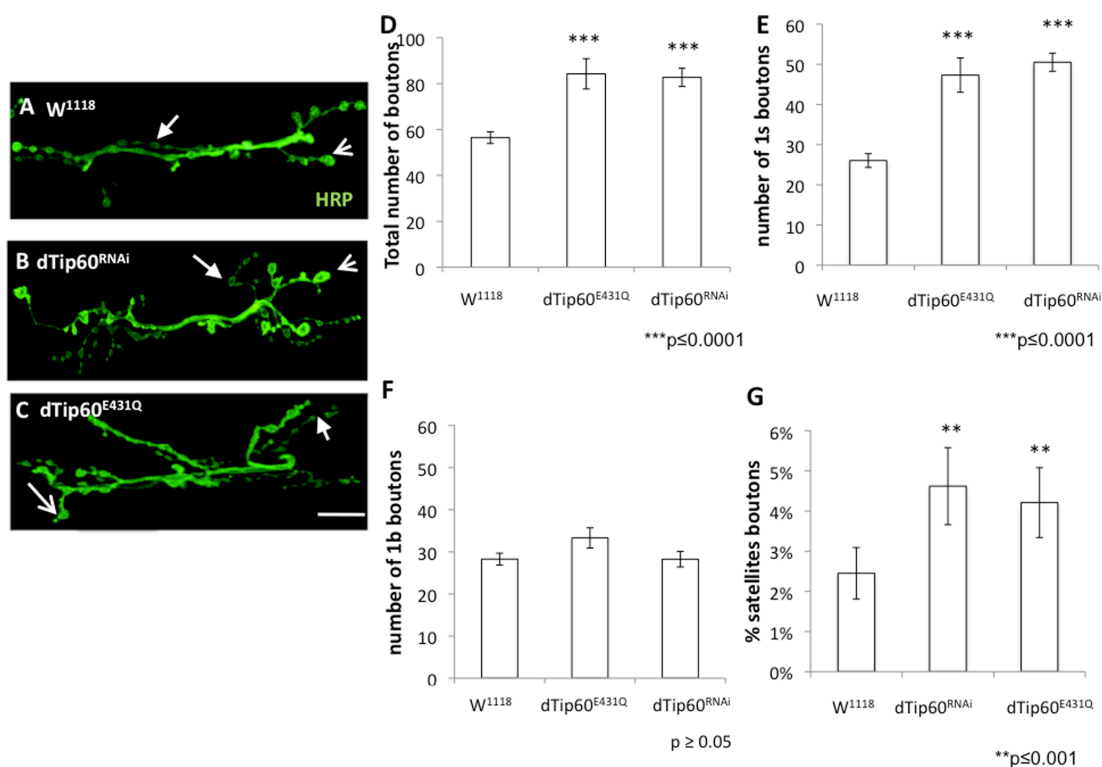 A W1118
HRP
B dTip60RNAi
C dTip60E431Q
D
Total number of boutons
100
80
60
40
20
0
*** ***
W1118 dTip60E431Q dTip60RNAi
***p≤0.0001
E
number of 1s boutons
60
50
40
30
20
10
0
*** ***
W1118 dTip60E431Q dTip60RNAi
***p≤0.0001
F
number of 1b boutons
60
50
40
30
20
10
0
W1118 dTip60E431Q dTip60RNAi
p ≥ 0.05
G
% satellites boutons
6%
5%
4%
3%
2%
1%
0%
** **
W1118 dTip60RNAi dTip60E431Q
**p≤0.001